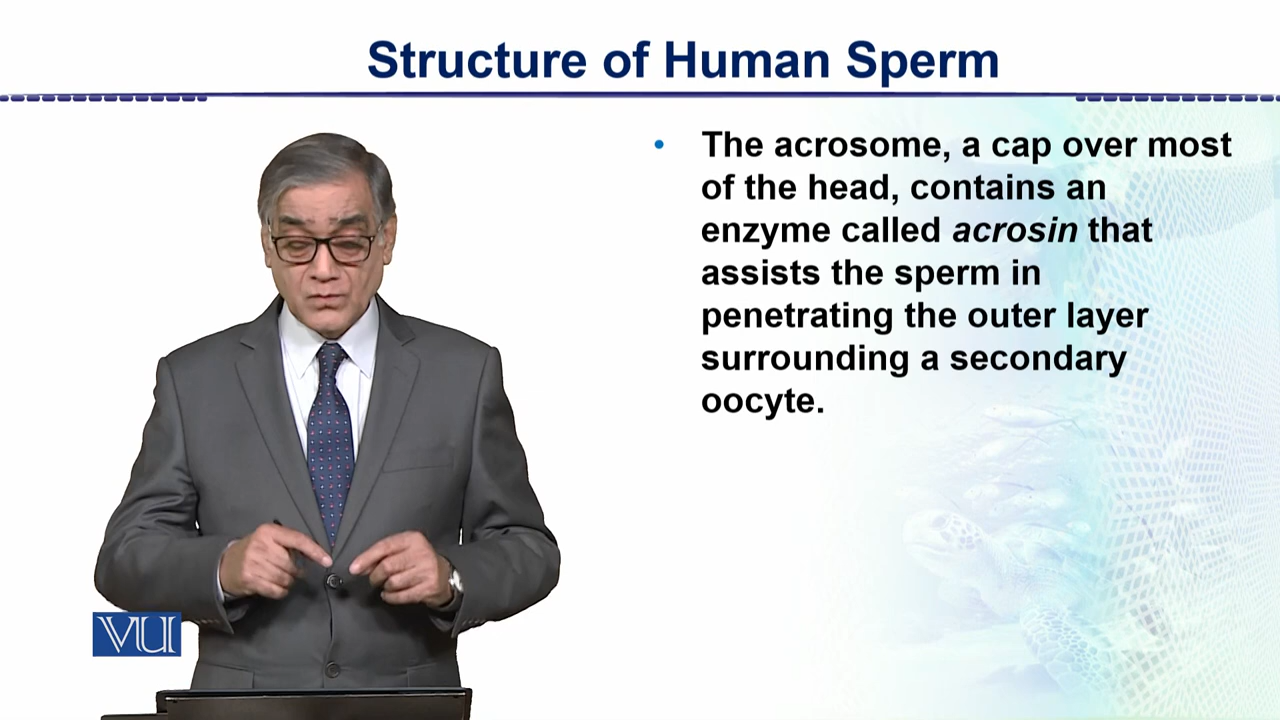 Structure of Human Sperm
• The acrosome, a cap over most
of the head, contains an
enzyme called acrosin that
assists the sperm in
penetrating the outer layer
surrounding a secondary
oocyte.
VU